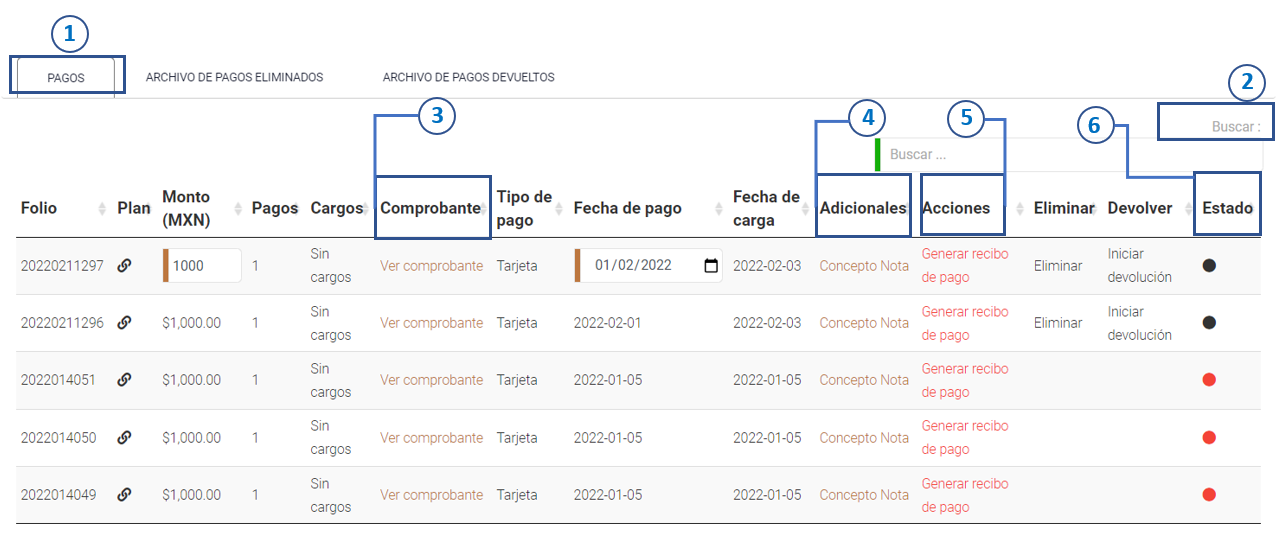 1
PAGOS ARCHIVO DE PAGOS ELIMINADOS ARCHIVO DE PAGOS DEVUELTOS
2
3 4 5 6
Buscar :
Buscar ...
Folio Plan Monto (MXN) Pagos Cargos Comprobante Tipo de pago Fecha de pago Fecha de carga Adicionales Acciones Eliminar Devolver Estado
20220211297 1000 1 Sin cargos Ver comprobante Tarjeta 01/02/2022 2022-02-03 Concepto Nota Generar recibo de pago Eliminar Iniciar devolución
20220211296 $1,000.00 1 Sin cargos Ver comprobante Tarjeta 2022-02-01 2022-02-03 Concepto Nota Generar recibo de pago Eliminar Iniciar devolución
2022014051 $1,000.00 1 Sin cargos Ver comprobante Tarjeta 2022-01-05 2022-01-05 Concepto Nota Generar recibo de pago
2022014050 $1,000.00 1 Sin cargos Ver comprobante Tarjeta 2022-01-05 2022-01-05 Concepto Nota Generar recibo de pago
2022014049 $1,000.00 1 Sin cargos Ver comprobante Tarjeta 2022-01-05 2022-01-05 Concepto Nota Generar recibo de pago